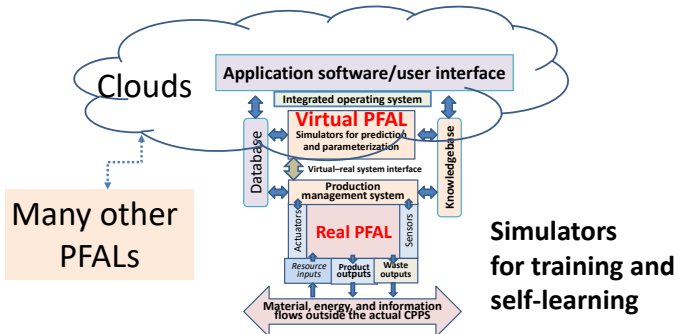 Clouds
Application software/user interface
Integrated operating system
Virtual PFAL
Simulators for prediction
and parameterization
Database
Knowledgebase
Virtual–real system interface
Many other
PFALs
Production
management system
Actuators
Real PFAL
Sensors
Resource
inputs
Product
outputs
Waste
outputs
Material, energy, and information
flows outside the actual CPPS
Simulators
for training and
self-learning